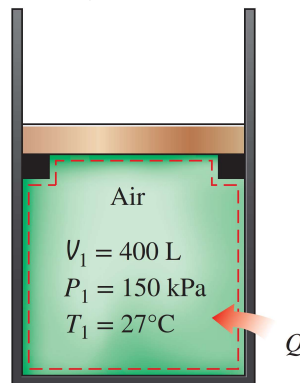 Air
V₁ = 400 L
P₁ = 150 kPa
T₁ = 27°C
Q